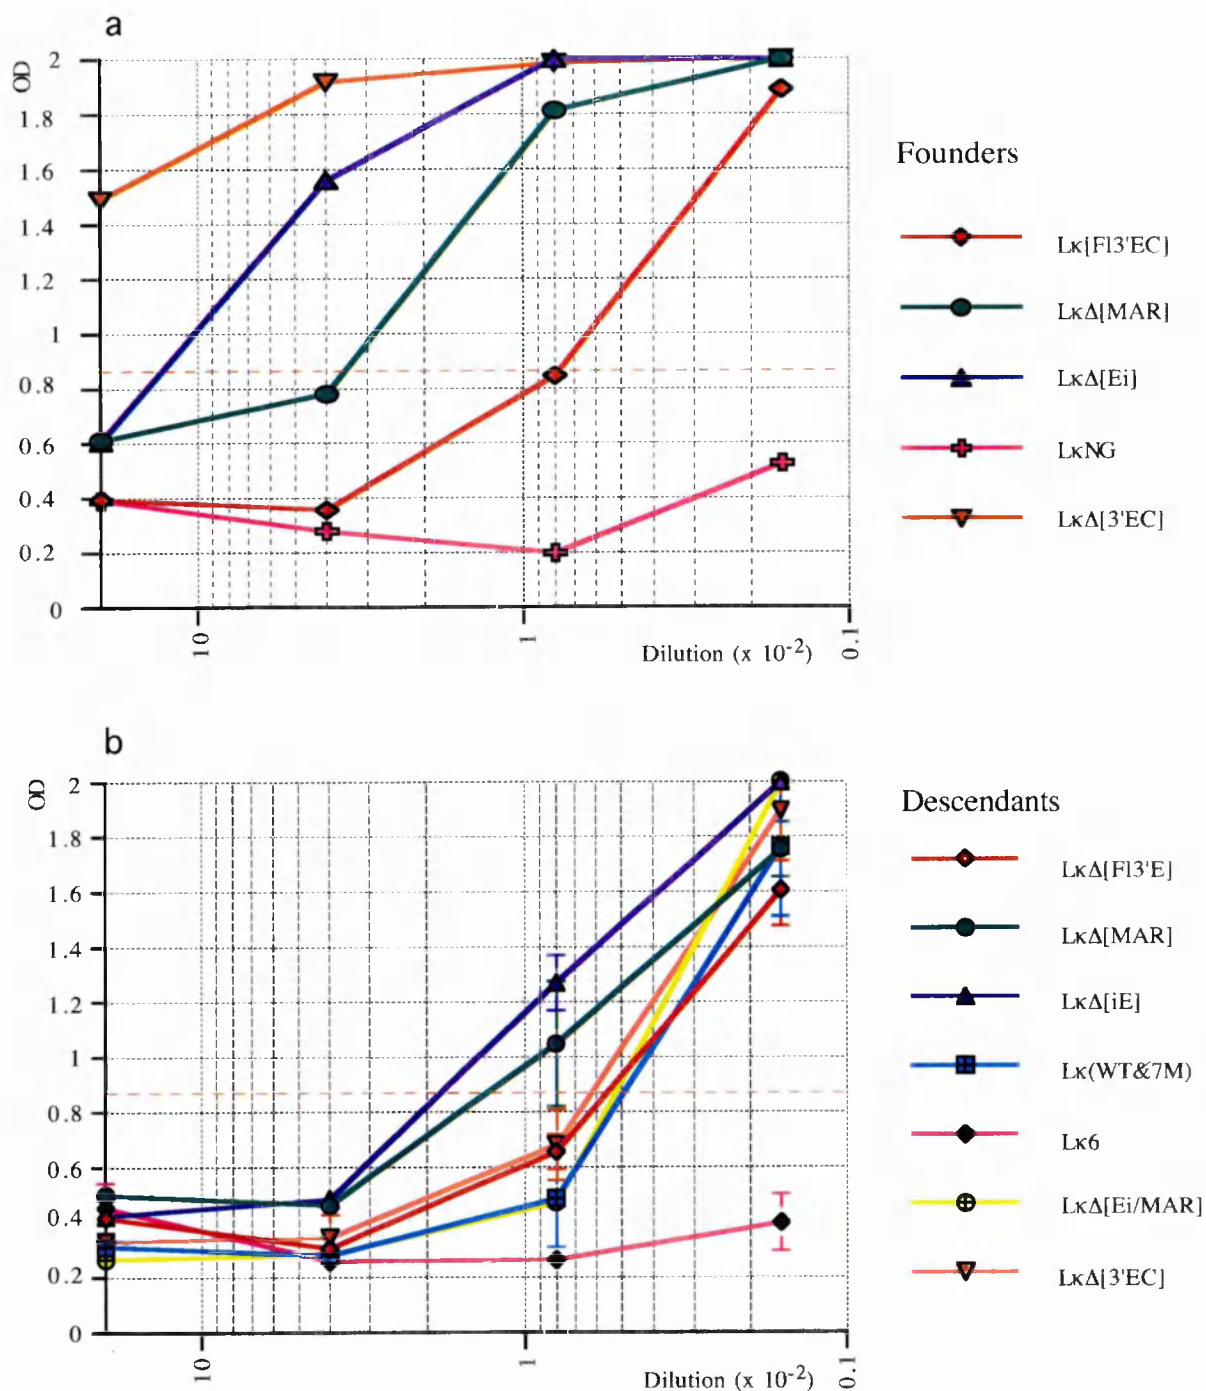 a
OD
2
1.8
1.6
1.4
1.2
1
0.8
0.6
0.4
0.2
0
10
1
0.1
Dilution (x 10-2)
Founders
Lκ[Fl3'EC]
LκΔ[MAR]
LκΔ[Ei]
LκNG
LκΔ[3'EC]
b
OD
2
1.8
1.6
1.4
1.2
1
0.8
0.6
0.4
0.2
0
10
1
0.1
Dilution (x 10-2)
Descendants
LκΔ[Fl3'E]
LκΔ[MAR]
LκΔ[iE]
Lκ(WT&7M)
Lκ6
LκΔ[Ei/MAR]
LκΔ[3'EC]